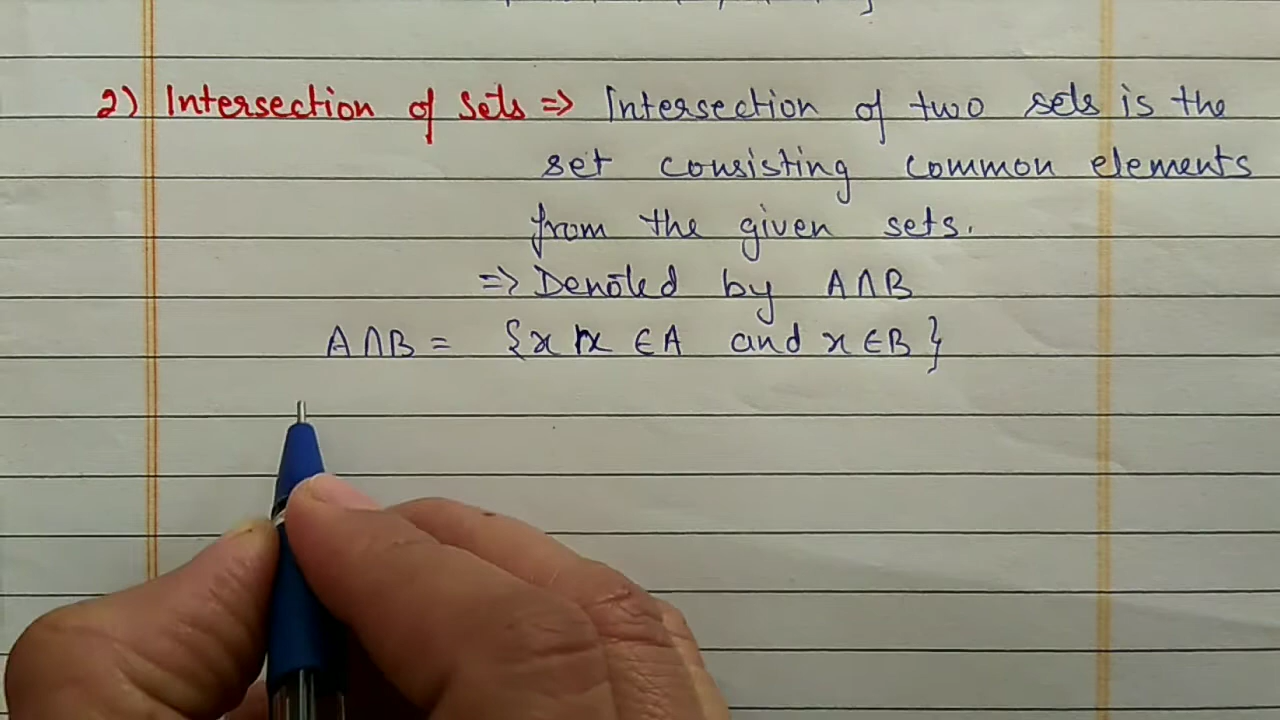 2) Intersection of Sets => Intersection of two sets is the
set consisting common elements
from the given sets.
=> Denoted by A∩B
A∩B = {x | x ∈ A and x ∈ B}